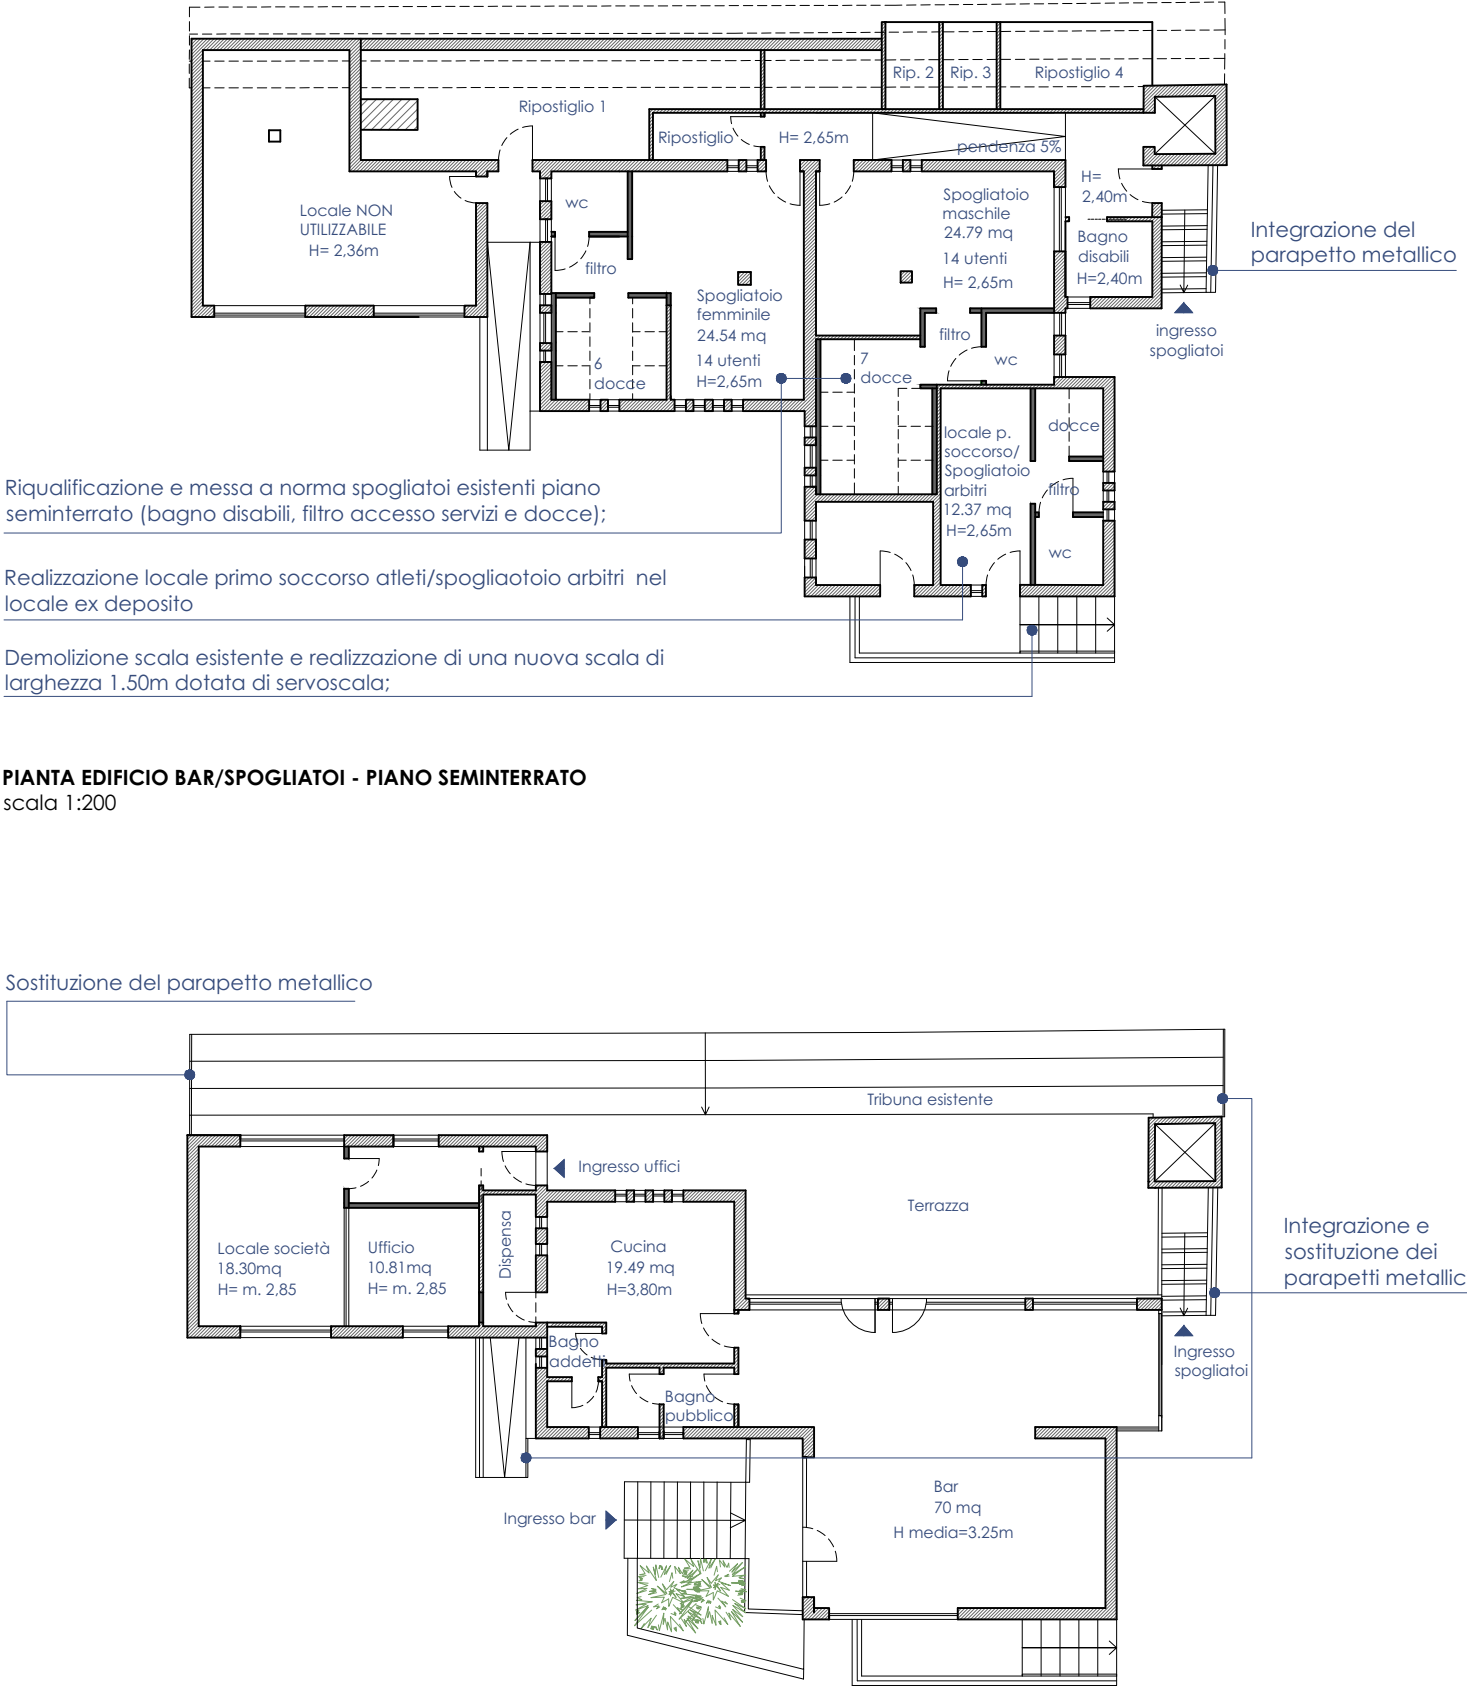 Rip. 2
Rip. 3
Ripostiglio 4
Ripostiglio 1
Ripostiglio
H= 2,65m
pendenza 5%
H=
2,40m
wc
filtro
Locale NON
UTILIZZABILE
H= 2,36m
Spogliatoio
maschile
24.79 mq
14 utenti
H= 2,65m
Bagno
disabili
H=2,40m
Integrazione del
parapetto metallico
ingresso
spogliatoi
Spogliatoio
femminile
24.54 mq
14 utenti
H=2,65m
6
docce
7
docce
filtro
wc
locale p.
soccorso/
Spogliatoio
arbitri
12.37 mq
H=2,65m
docce
filtro
wc
Riqualificazione e messa a norma spogliatoi esistenti piano
seminterrato (bagno disabili, filtro accesso servizi e docce);
Realizzazione locale primo soccorso atleti/spogliaotoio arbitri nel
locale ex deposito
Demolizione scala esistente e realizzazione di una nuova scala di
larghezza 1.50m dotata di servoscala;
PIANTA EDIFICIO BAR/SPOGLIATOI - PIANO SEMINTERRATO
scala 1:200
Sostituzione del parapetto metallico
Tribuna esistente
Ingresso uffici
Terrazza
Locale società
18.30mq
H= m. 2,85
Ufficio
10.81mq
H= m. 2,85
Dispensa
Cucina
19.49 mq
H=3,80m
Integrazione e
sostituzione dei
parapetti metallic
Ingresso
spogliatoi
Bagno
addetti
Bagno
pubblico
Bar
70 mq
H media=3.25m
Ingresso bar